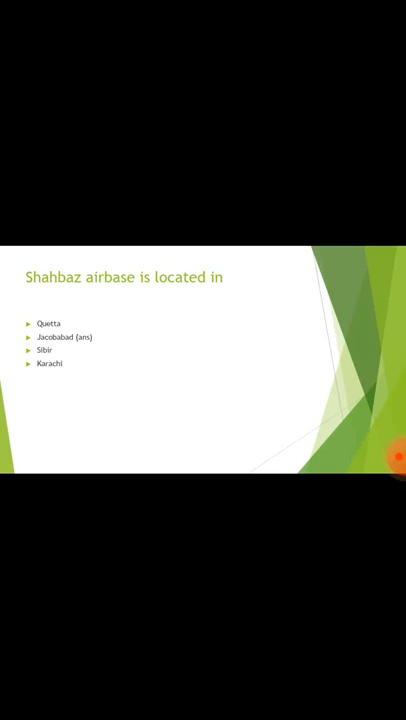 Shahbaz airbase is located in
Quetta
Jacobabad (ans)
Sibir
Karachi